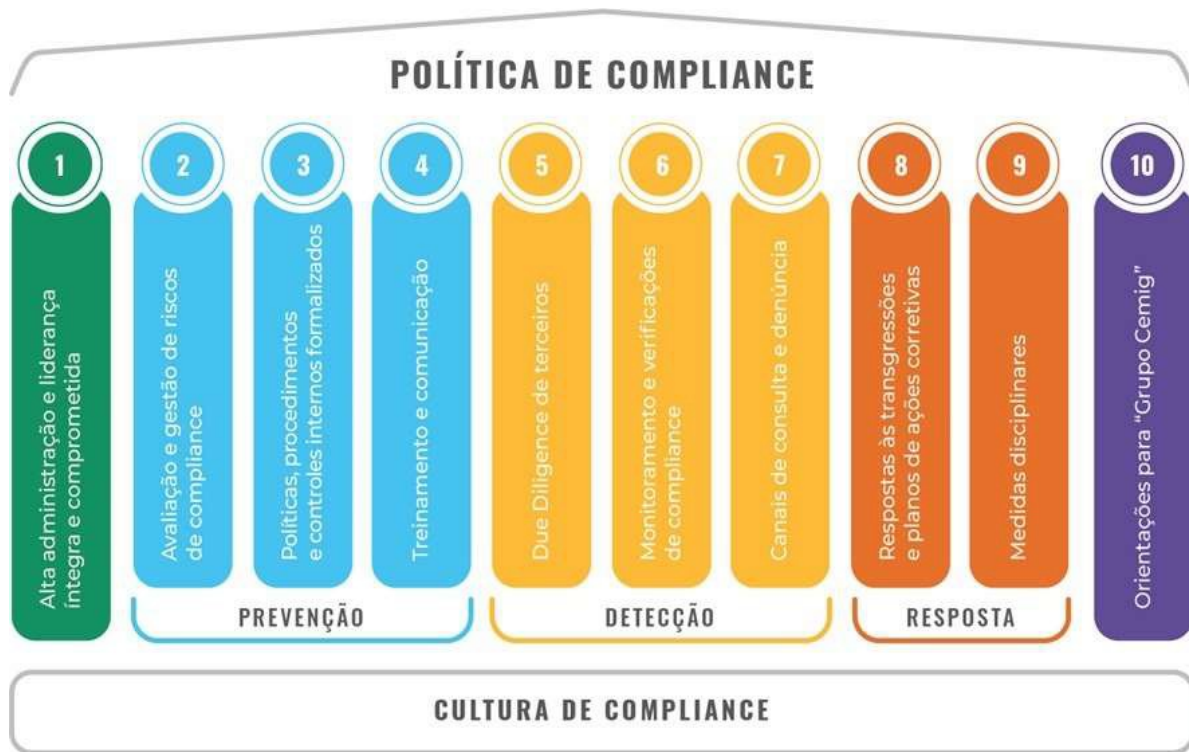 POLÍTICA DE COMPLIANCE
1
Alta administração e liderança
íntegra e comprometida
2
Avaliação e gestão de riscos
de compliance
3
Políticas, procedimentos
e controles internos formalizados
4
Treinamento e comunicação
PREVENÇÃO
5
Due Diligence de terceiros
6
Monitoramento e verificações
de compliance
7
Canais de consulta e denúncia
DETECÇÃO
8
Respostas às transgressões
e planos de ações corretivas
9
Medidas disciplinares
RESPOSTA
10
Orientações para “Grupo Cemig”
CULTURA DE COMPLIANCE